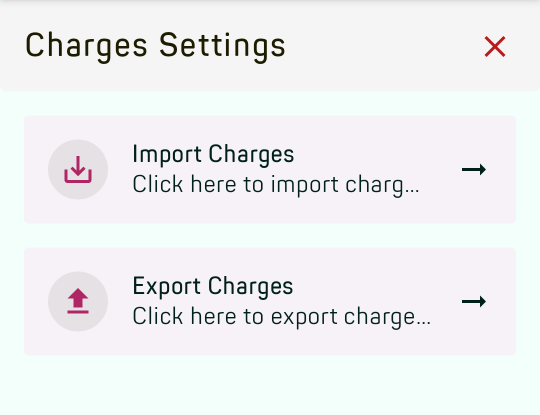 Charges Settings
Import Charges
Click here to import charg...
Export Charges
Click here to export charge...